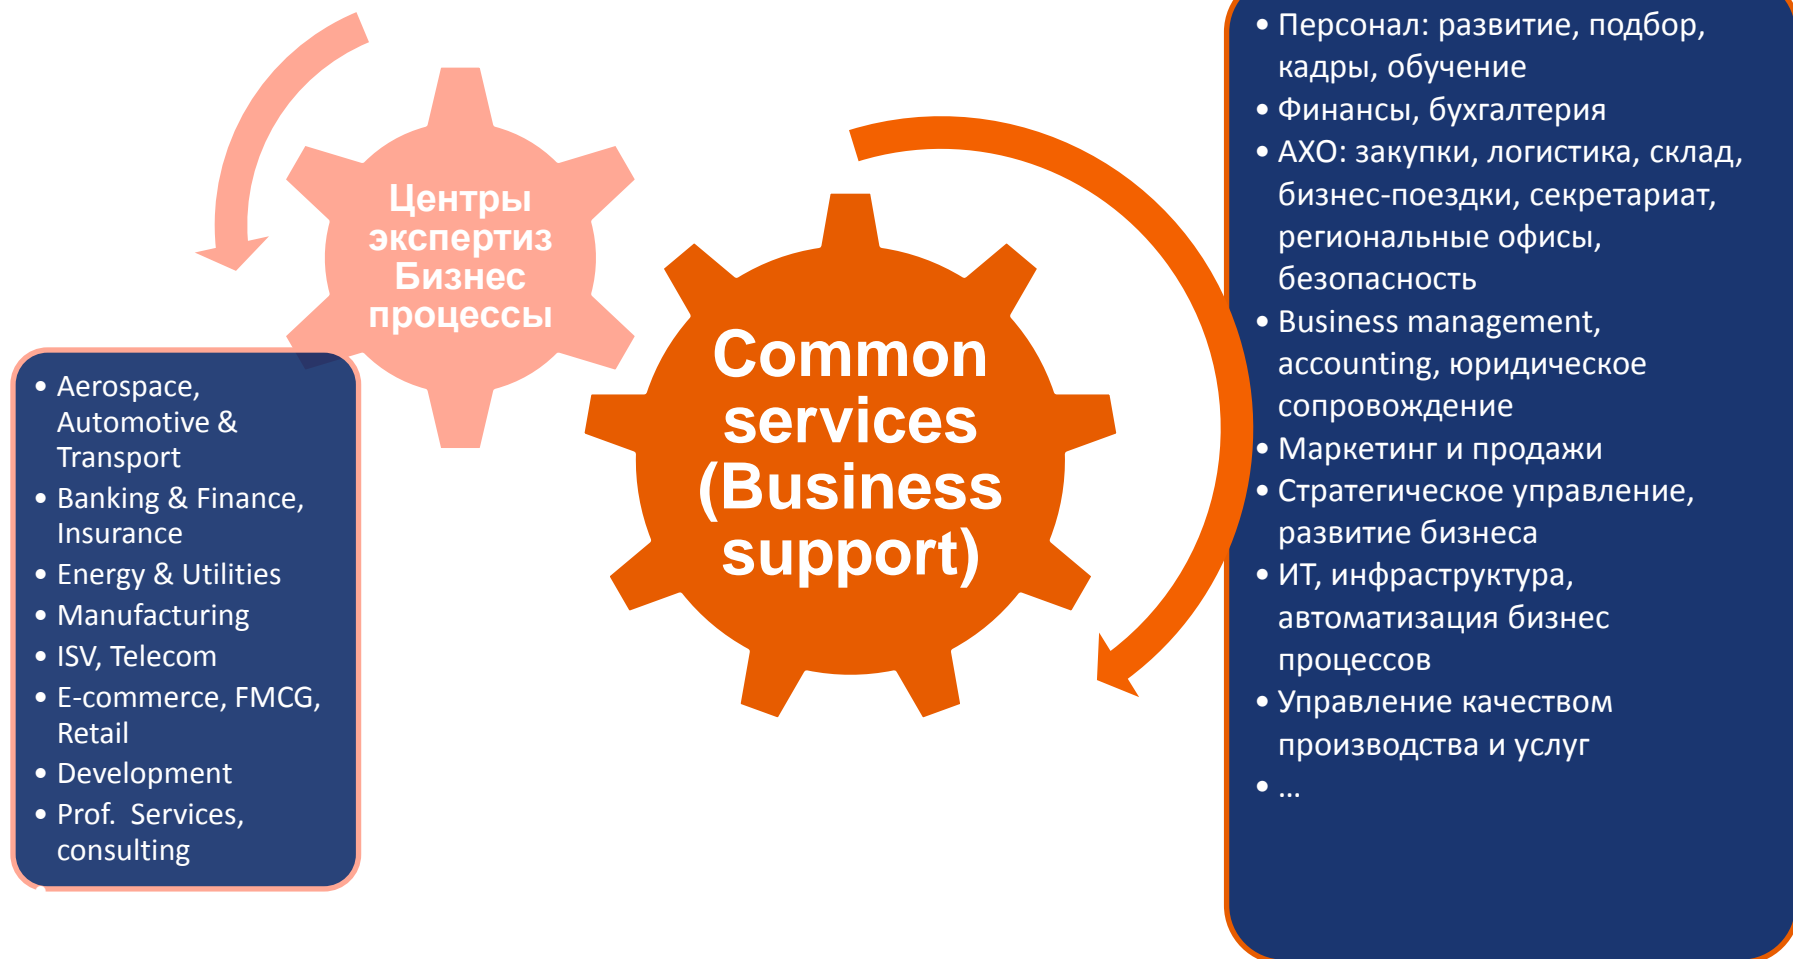 Центры
экспертиз
Бизнес
процессы
• Aerospace,
Automotive &
Transport
• Banking & Finance,
Insurance
• Energy & Utilities
• Manufacturing
• ISV, Telecom
• E-commerce, FMCG,
Retail
• Development
• Prof. Services,
consulting
Common
services
(Business
support)
• Персонал: развитие, подбор,
кадры, обучение
• Финансы, бухгалтерия
• АХО: закупки, логистика, склад,
бизнес-поездки, секретариат,
региональные офисы,
безопасность
• Business management,
accounting, юридическое
сопровождение
• Маркетинг и продажи
• Стратегическое управление,
развитие бизнеса
• ИТ, инфраструктура,
автоматизация бизнес
процессов
• Управление качеством
производства и услуг
• ...